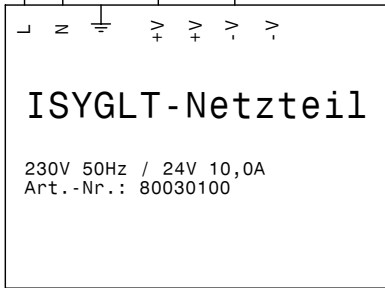 L N +V +V -V -V
ISYGLT-Netzteil
230V 50Hz / 24V 10,0A
Art.-Nr.: 80030100